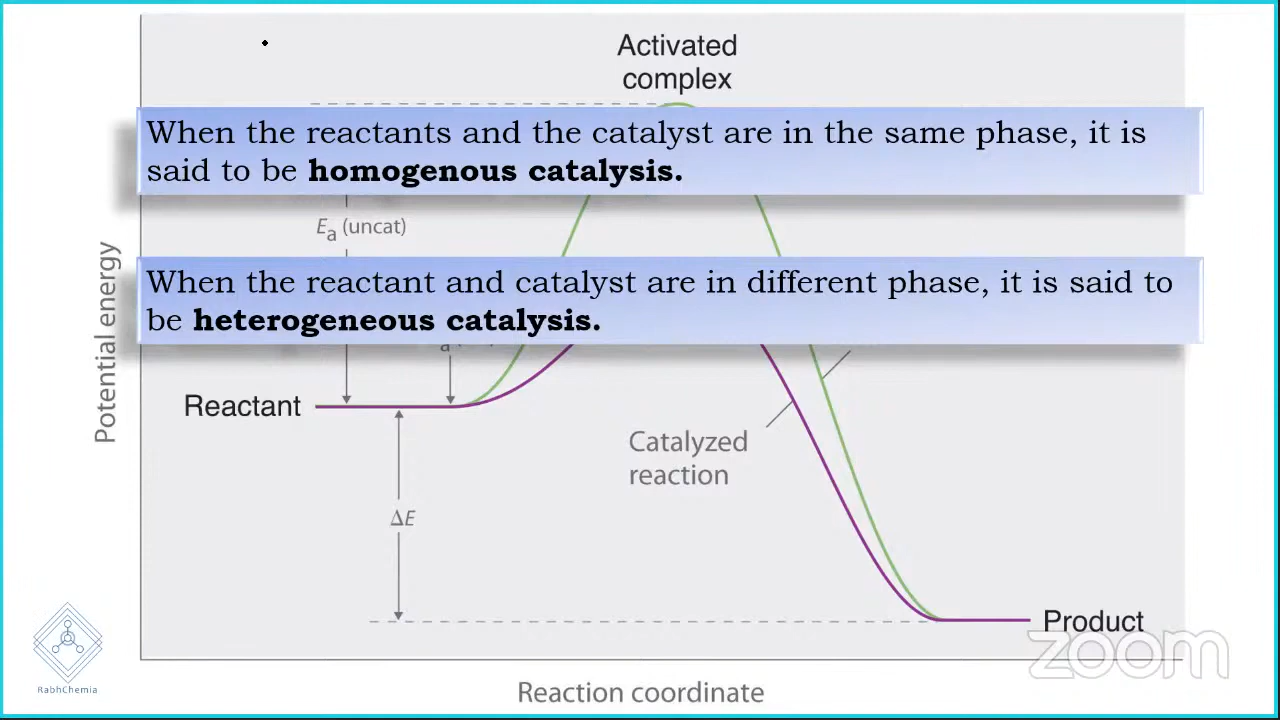 Activated
complex
When the reactants and the catalyst are in the same phase, it is
said to be homogenous catalysis.
Ea (uncat)
When the reactant and catalyst are in different phase, it is said to
be heterogeneous catalysis.
Potential energy
a
Reactant
Catalyzed
reaction
ΔE
Product
zoom
RabhChemia
Reaction coordinate